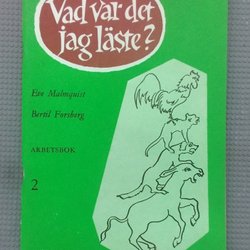 Vad var det
jag läste?
Eve Malmquist
Bertil Forsberg
ARBETSBOK
2